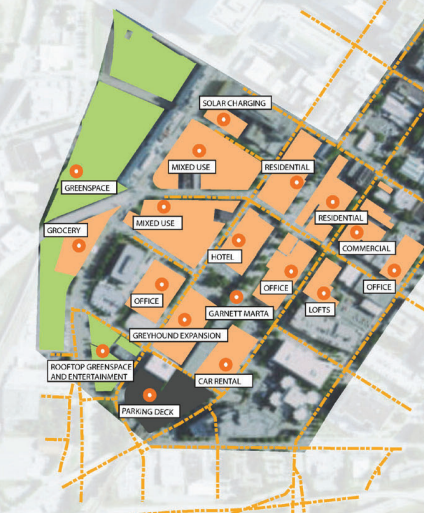 SOLAR CHARGING
MIXED USE
RESIDENTIAL
GREENSPACE
MIXED USE
RESIDENTIAL
GROCERY
COMMERCIAL
HOTEL
OFFICE
OFFICE
OFFICE
LOFTS
GARNETT MARTA
GREYHOUND EXPANSION
ROOFTOP GREENSPACE
AND ENTERTAINMENT
CAR RENTAL
PARKING DECK